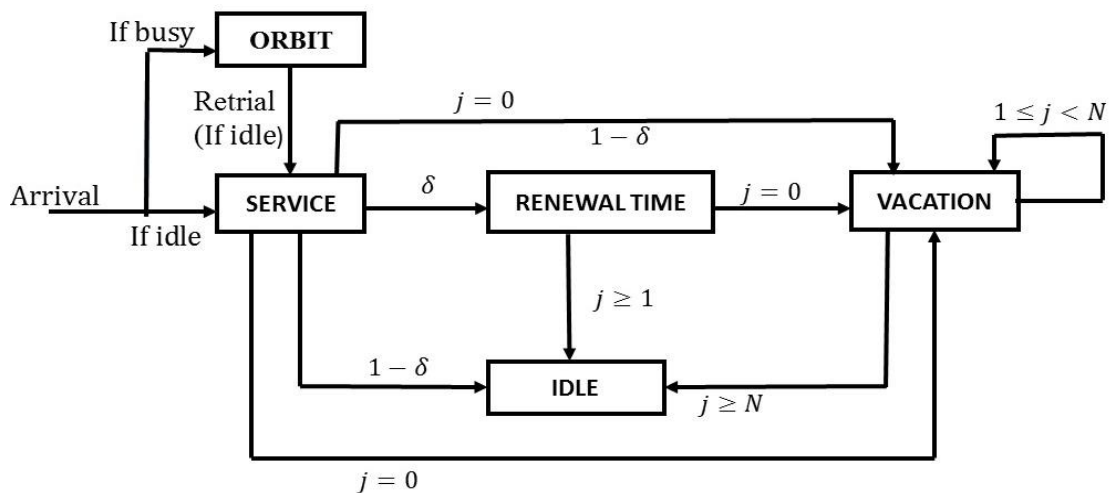 If busy
ORBIT
Retrial
(If idle)
j = 0
1 − δ
1 ≤ j < N
Arrival
If idle
SERVICE
δ
RENEWAL TIME
j = 0
VACATION
j ≥ 1
1 − δ
IDLE
j ≥ N
j = 0